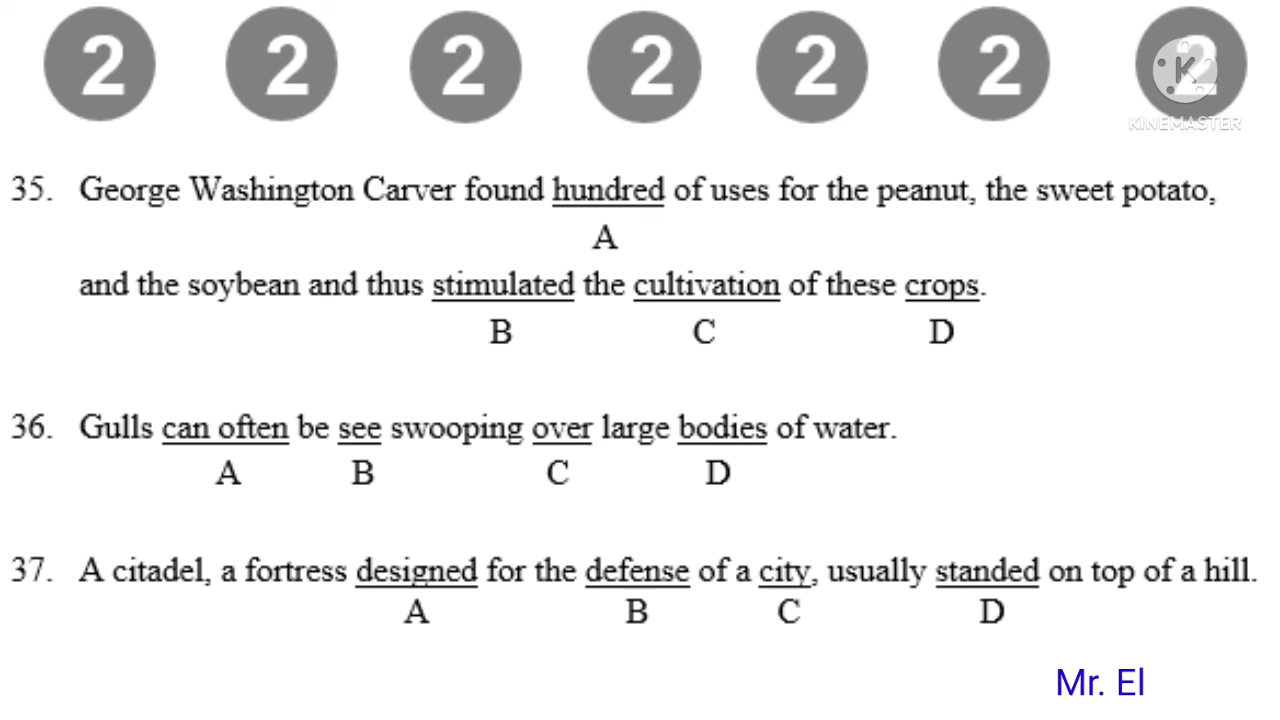 2 2 2 2 2 2 2
KINEMASTER
35. George Washington Carver found hundred of uses for the peanut, the sweet potato,
A
and the soybean and thus stimulated the cultivation of these crops.
B C D
36. Gulls can often be see swooping over large bodies of water.
A B C D
37. A citadel, a fortress designed for the defense of a city, usually standed on top of a hill.
A B C D
Mr. El